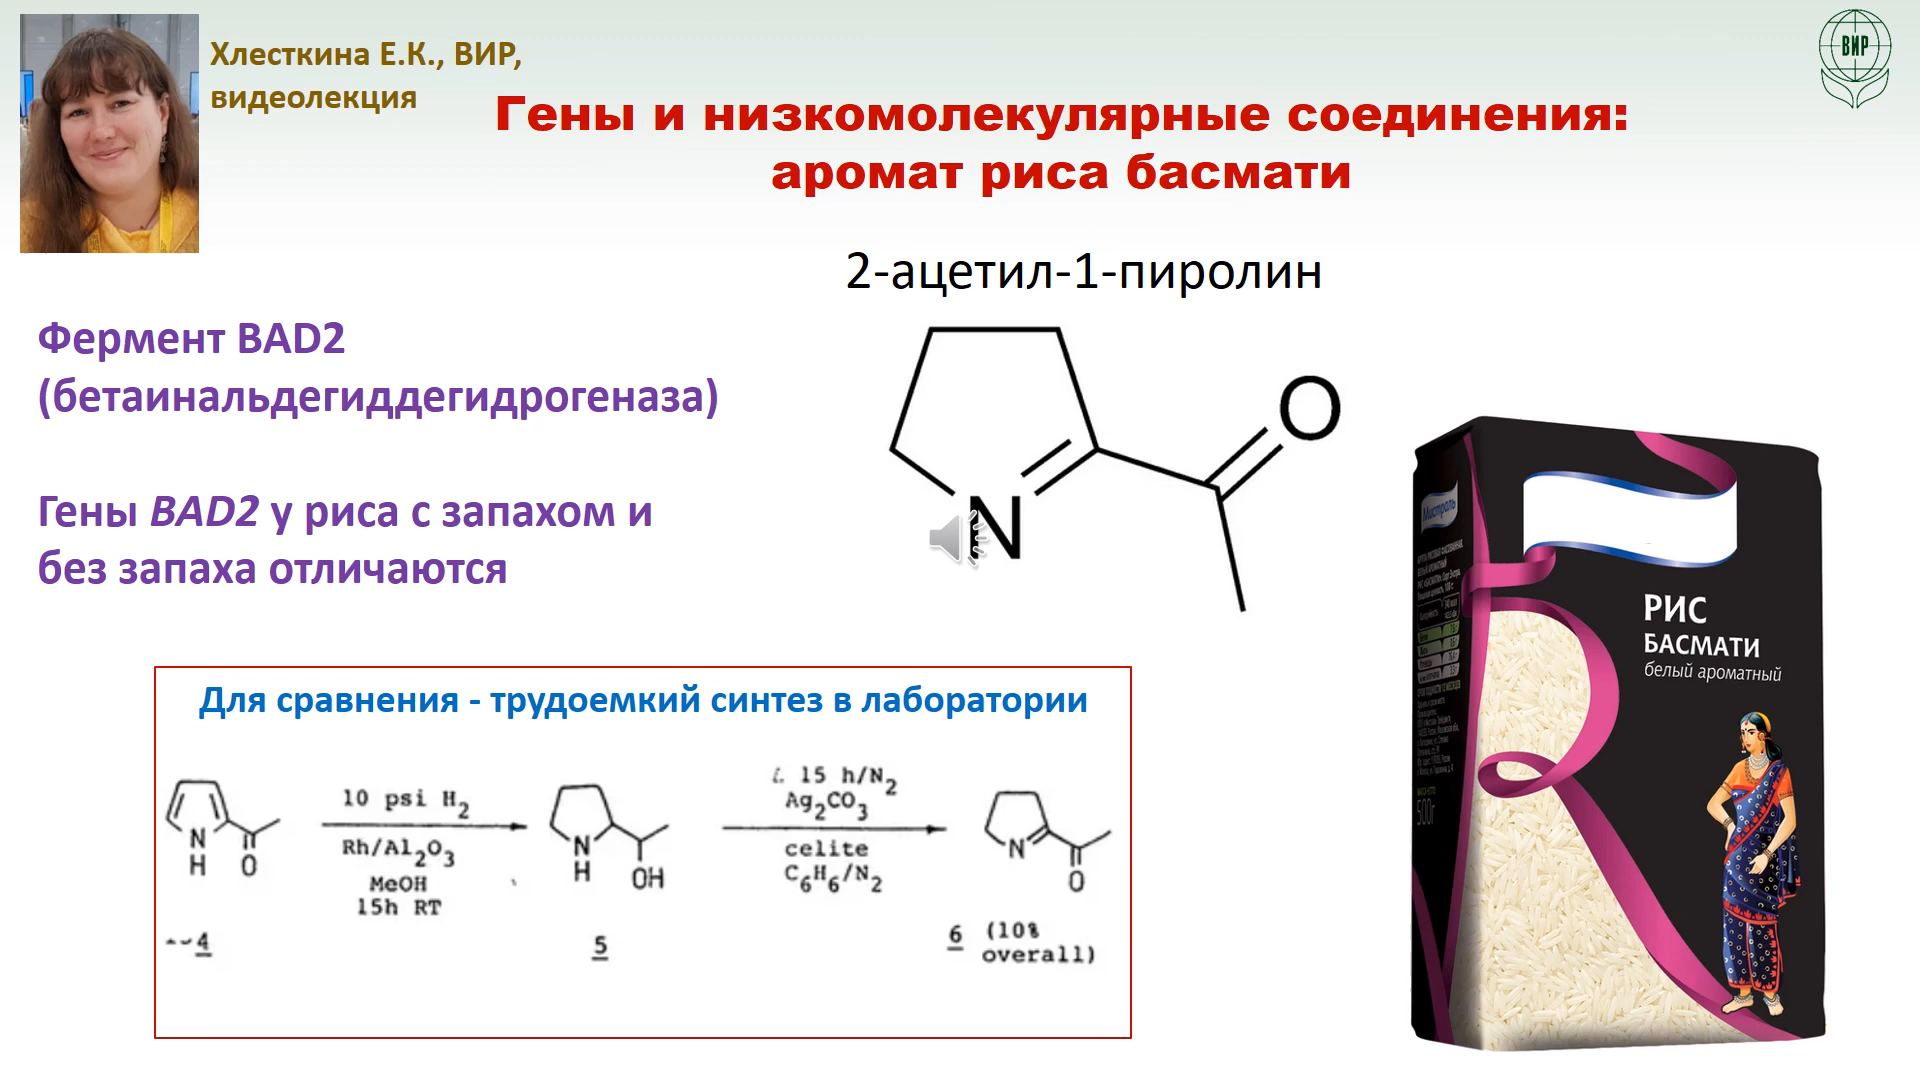 Хлесткина Е.К., ВИР,
видеолекция
ВИР
Гены и низкомолекулярные соединения:
аромат риса басмати
2-ацетил-1-пиролин
Фермент BAD2
(бетаинальдегиддегидрогеназа)
Гены BAD2 у риса с запахом и
без запаха отличаются
O
N
Мистраль
РИС
БАСМАТИ
белый ароматный
500г
Для сравнения - трудоемкий синтез в лаборатории
N
H
O
10 psi H2
Rh/Al2O3
MeOH
15h RT
N
H
OH
15 h/N2
Ag2CO3
celite
C6H6/N2
N
O
4
5
6 (10%
overall)